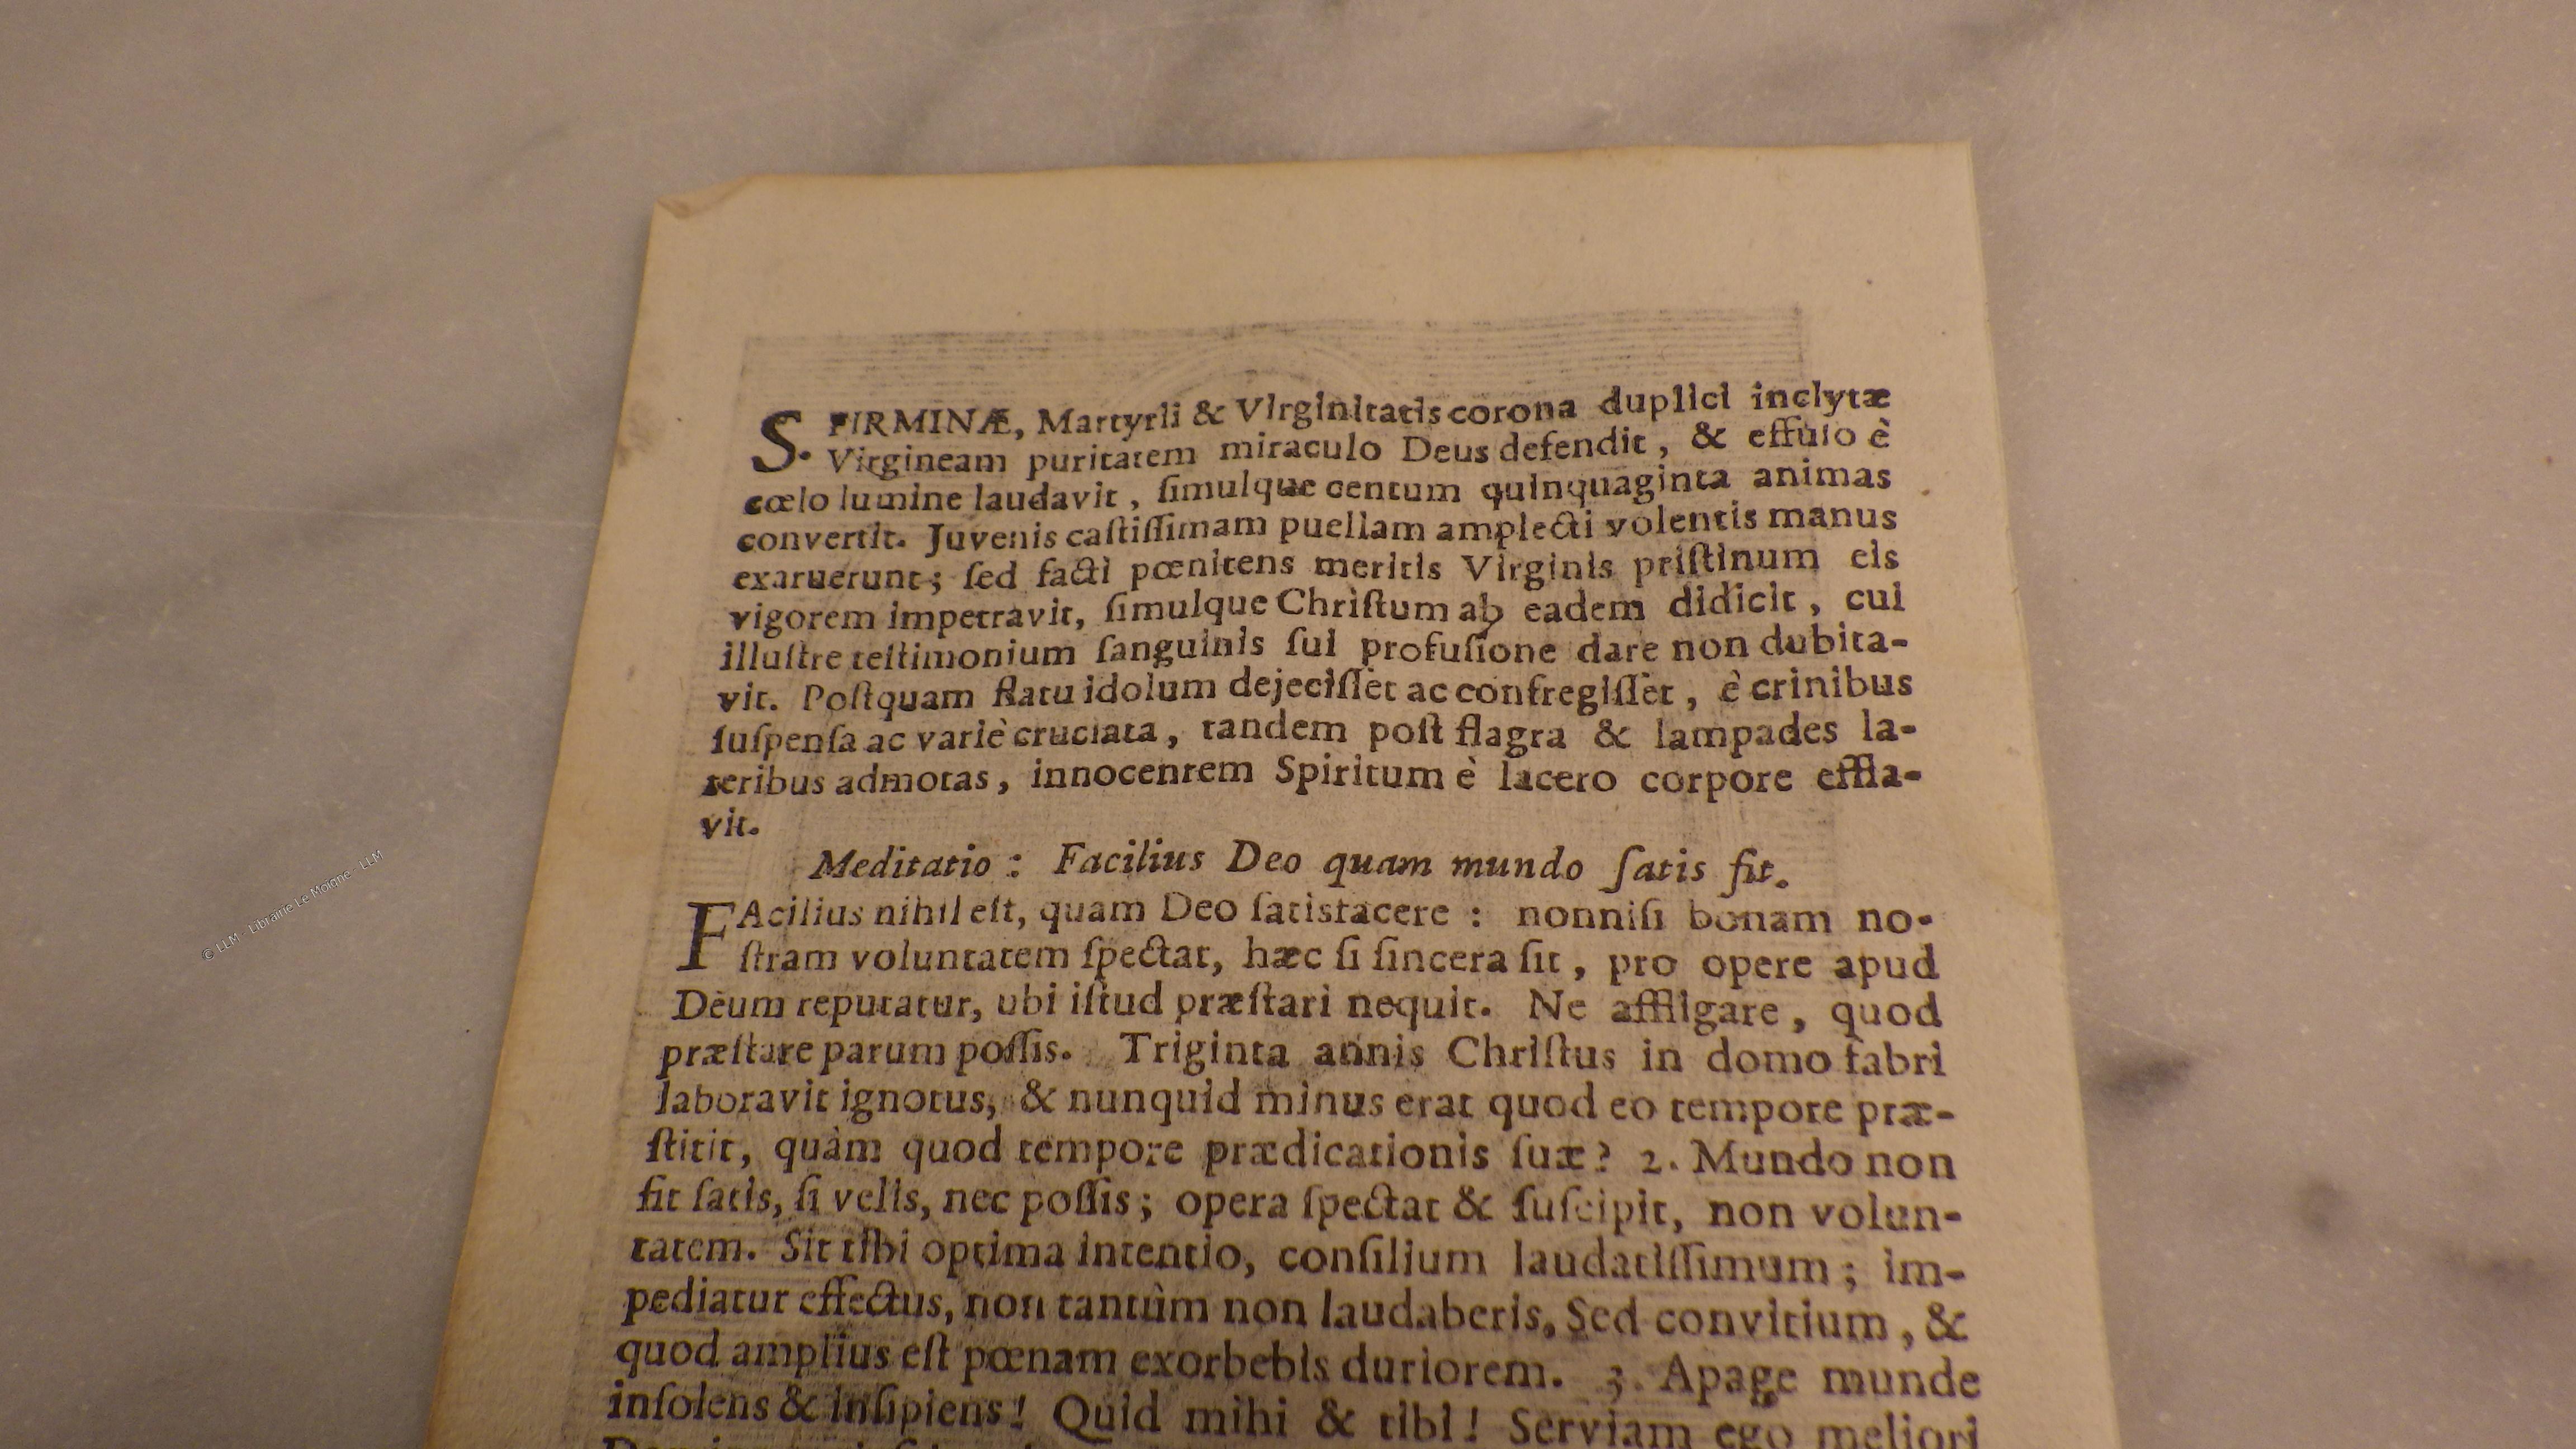 S. FIRMINÆ, Martyrii & Virginitatis corona duplici inclytæ
Virgineam puritatem miraculo Deus defendit, & effuso è
cœlo lumine laudavit, ſimulque centum quinquaginta animas
convertit. Juvenis caſtiſſimam puellam amplecti volentis manus
exaruerunt; ſed facti pœnitens meritis Virginis priſtinum eis
vigorem impetravit, ſimulque Chriſtum ab eadem didicit, cui
illuſtre teſtimonium ſanguinis ſui profuſione dare non dubita-
vit. Poſtquam flatu idolum dejeciſſet ac confregiſſet, è crinibus
ſuſpenſa ac variè cruciata, tandem poſt flagra & lampades la-
teribus admotas, innocentem Spiritum è lacero corpore effla-
vit.
Meditatio : Facilius Deo quam mundo ſatis fit.
FAcilius nihil eſt, quam Deo ſatisfacere : nonniſi bonam no-
ſtram voluntatem ſpectat, hæc ſi ſincera ſit, pro opere apud
Deum reputatur, ubi iſtud præſtari nequit. Ne affligare, quod
præſtare parum poſſis. Triginta annis Chriſtus in domo fabri
laboravit ignotus, & nunquid minus erat quod eo tempore præ-
ſtitit, quàm quod tempore prædicationis ſuæ? 2. Mundo non
fit ſatis, ſi velis, nec poſſis; opera ſpectat & ſuſcipit, non volun-
tatem. Sit tibi optima intentio, conſilium laudatiſſimum; im-
pediatur effectus, non tantùm non laudaberis, Sed convitium, &
quod amplius eſt pœnam exorbebis duriorem. 3. Apage munde
inſolens & inſipiens! Quid mihi & tibi! Serviam ego meliori
© LLM - Librairie Le Moigne - LLM